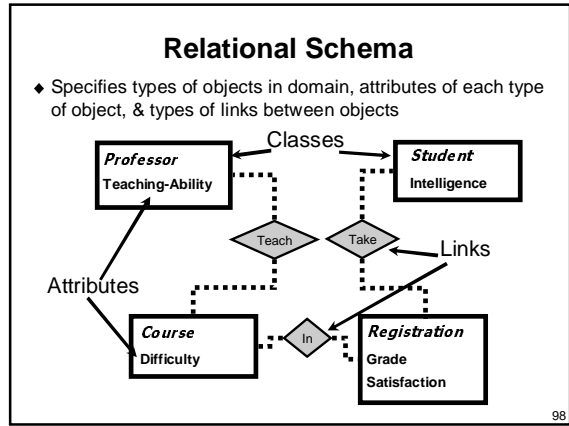 Relational Schema
◆ Specifies types of objects in domain, attributes of each type
of object, & types of links between objects
Classes
Professor
Teaching-Ability
Student
Intelligence
Teach
Take
Links
Attributes
Course
Difficulty
In
Registration
Grade
Satisfaction
98